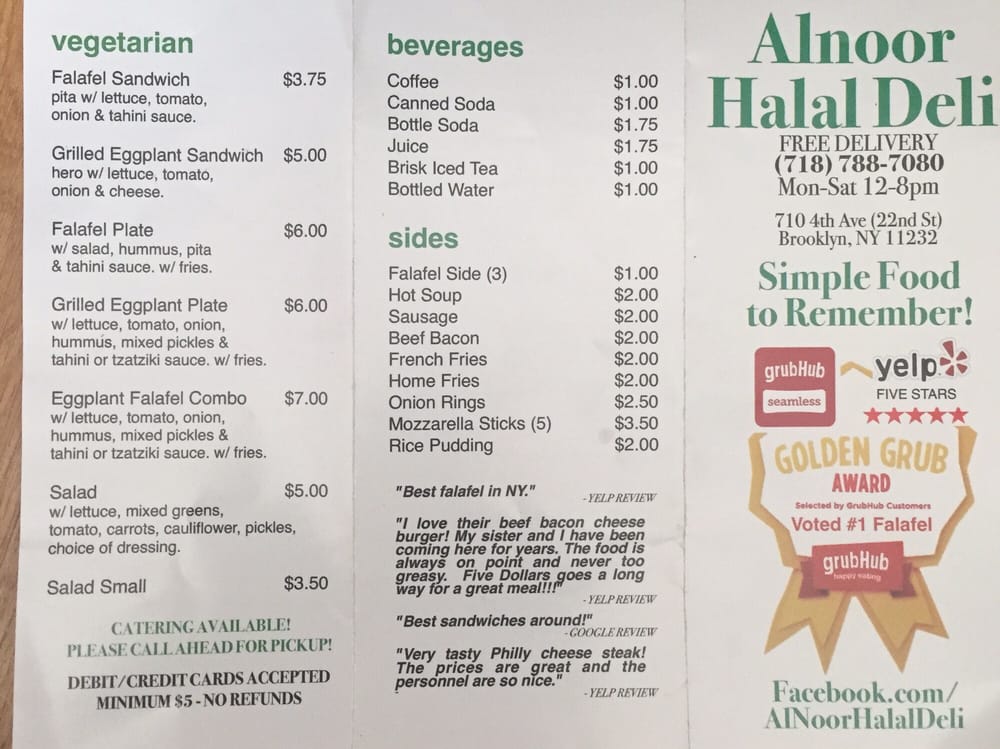 vegetarian
Falafel Sandwich $3.75
pita w/ lettuce, tomato,
onion & tahini sauce.
Grilled Eggplant Sandwich $5.00
hero w/ lettuce, tomato,
onion & cheese.
Falafel Plate $6.00
w/ salad, hummus, pita
& tahini sauce. w/ fries.
Grilled Eggplant Plate $6.00
w/ lettuce, tomato, onion,
hummus, mixed pickles &
tahini or tzatziki sauce. w/ fries.
Eggplant Falafel Combo $7.00
w/ lettuce, tomato, onion,
hummus, mixed pickles &
tahini or tzatziki sauce. w/ fries.
Salad $5.00
w/ lettuce, mixed greens,
tomato, carrots, cauliflower, pickles,
choice of dressing.
Salad Small $3.50
CATERING AVAILABLE!
PLEASE CALL AHEAD FOR PICKUP!
DEBIT/CREDIT CARDS ACCEPTED
MINIMUM $5 - NO REFUNDS
beverages
Coffee $1.00
Canned Soda $1.00
Bottle Soda $1.75
Juice $1.75
Brisk Iced Tea $1.00
Bottled Water $1.00
sides
Falafel Side (3) $1.00
Hot Soup $2.00
Sausage $2.00
Beef Bacon $2.00
French Fries $2.00
Home Fries $2.00
Onion Rings $2.50
Mozzarella Sticks (5) $3.50
Rice Pudding $2.00
"Best falafel in NY."
- YELP REVIEW
"I love their beef bacon cheese
burger! My sister and I have been
coming here for years. The food is
always on point and never too
greasy. Five Dollars goes a long
way for a great meal!!!"
- YELP REVIEW
"Best sandwiches around!"
- GOOGLE REVIEW
"Very tasty Philly cheese steak!
The prices are great and the
personnel are so nice."
- YELP REVIEW
Alnoor
Halal Deli
FREE DELIVERY
(718) 788-7080
Mon-Sat 12-8pm
710 4th Ave (22nd St)
Brooklyn, NY 11232
Simple Food
to Remember!
grubHub
seamless
yelp
FIVE STARS
GOLDEN GRUB
AWARD
Selected by GrubHub Customers
Voted #1 Falafel
grubHub
happy eating
Facebook.com/
AlNoorHalalDeli